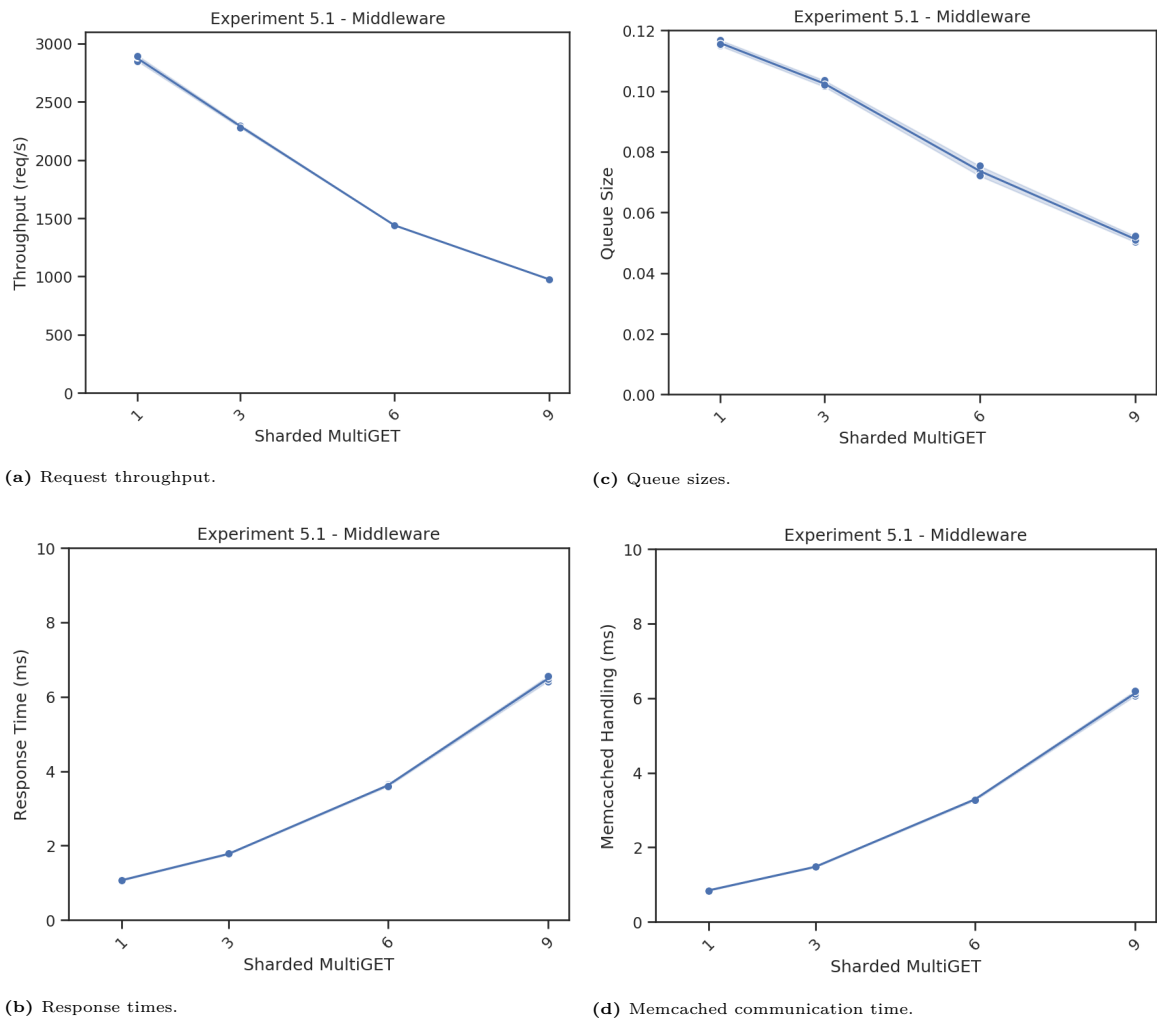 Experiment 5.1 - Middleware
Throughput (req/s)
3000
2500
2000
1500
1000
500
0
1
3
6
9
Sharded MultiGET
(a) Request throughput.
Experiment 5.1 - Middleware
Queue Size
0.12
0.10
0.08
0.06
0.04
0.02
0.00
1
3
6
9
Sharded MultiGET
(c) Queue sizes.
Experiment 5.1 - Middleware
Response Time (ms)
10
8
6
4
2
0
1
3
6
9
Sharded MultiGET
(b) Response times.
Experiment 5.1 - Middleware
Memcached Handling (ms)
10
8
6
4
2
0
1
3
6
9
Sharded MultiGET
(d) Memcached communication time.